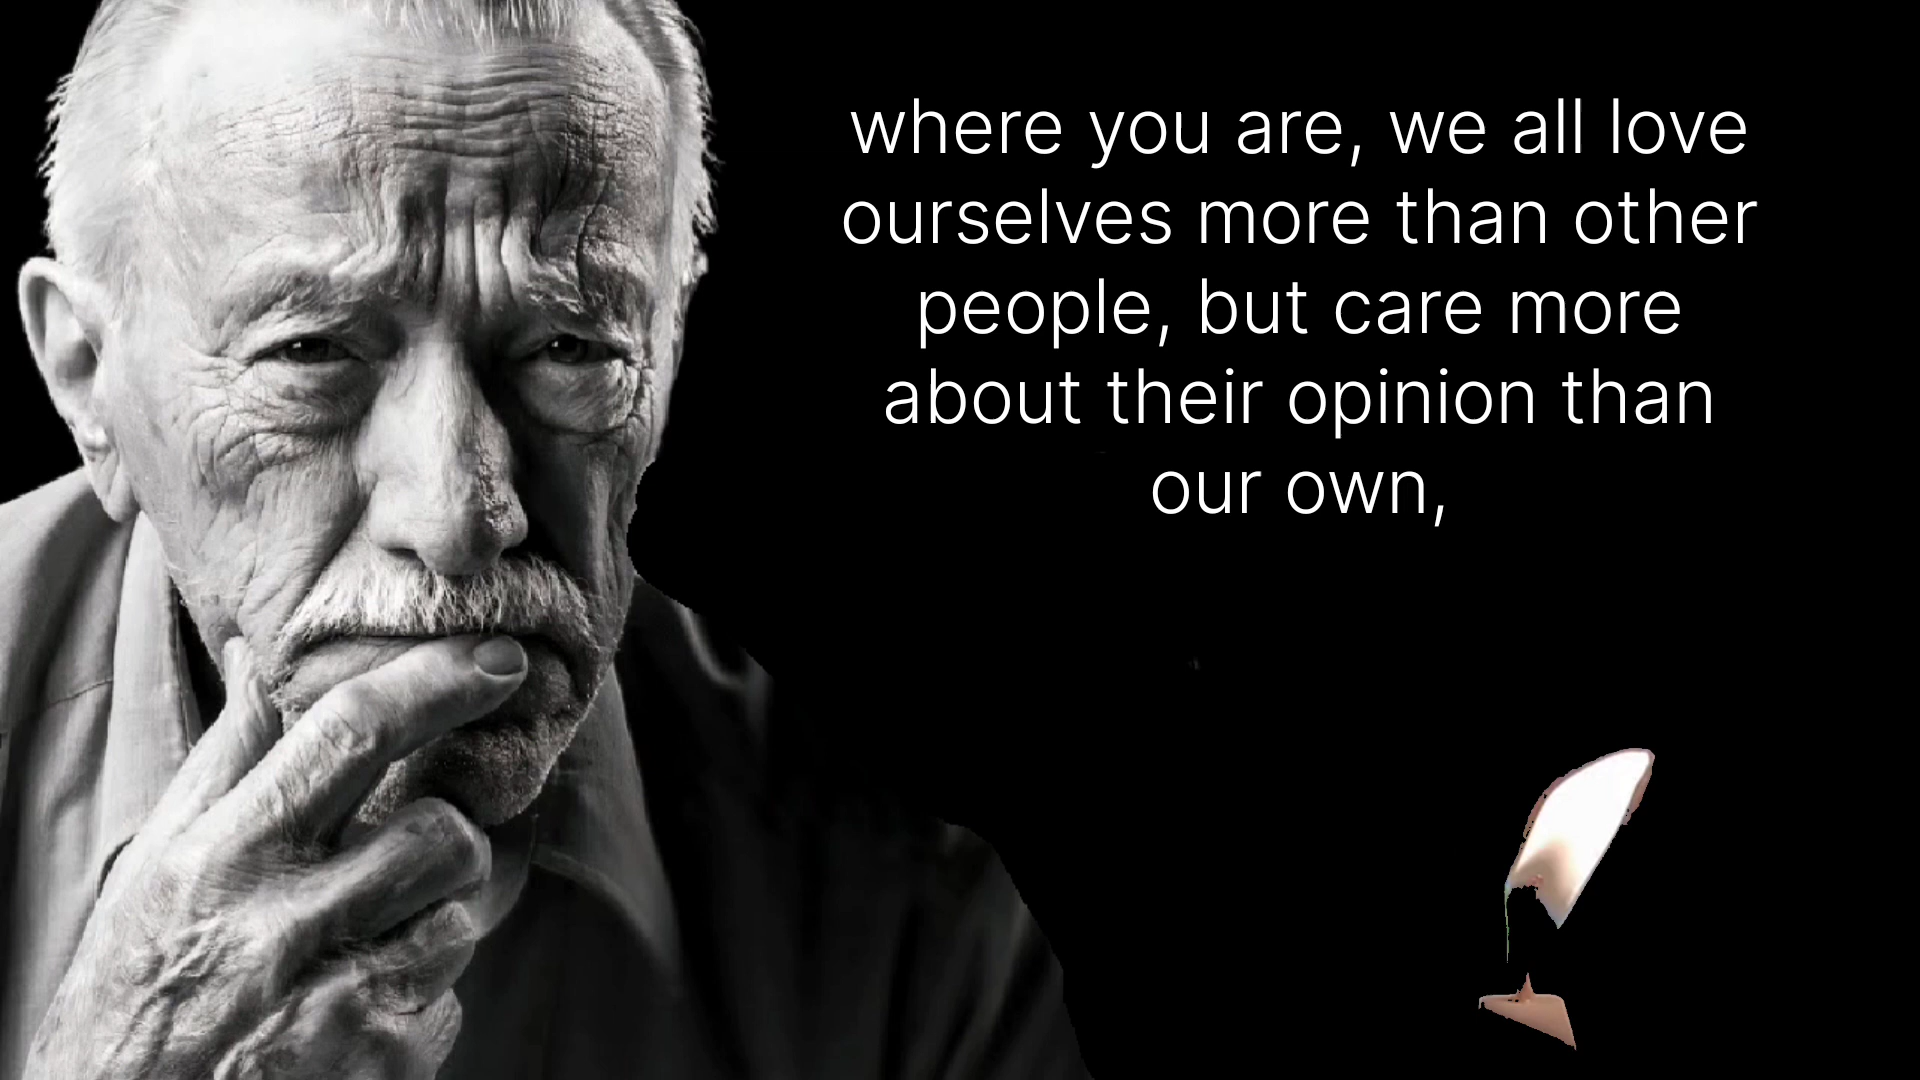 where you are, we all love
ourselves more than other
people, but care more
about their opinion than
our own,